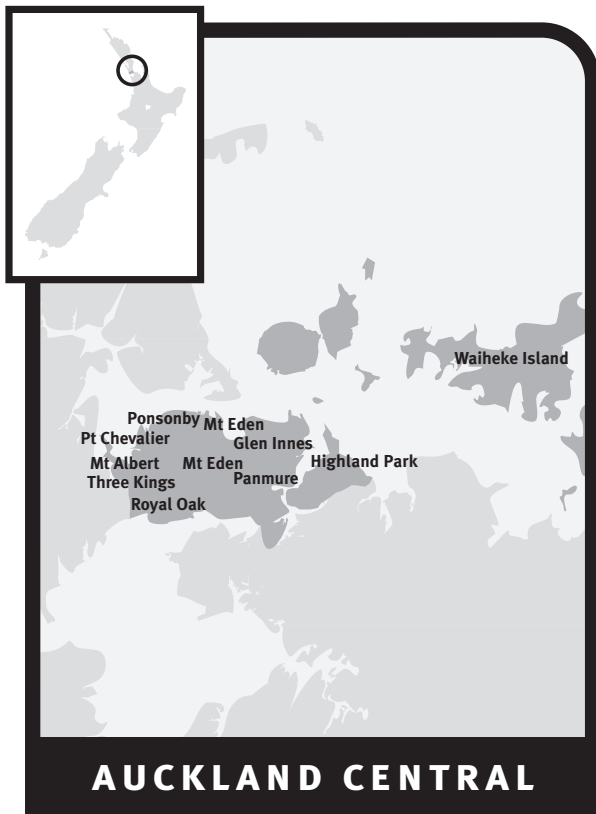 Waiheke Island
Ponsonby
Mt Eden
Pt Chevalier
Glen Innes
Mt Albert
Mt Eden
Highland Park
Three Kings
Panmure
Royal Oak
AUCKLAND CENTRAL